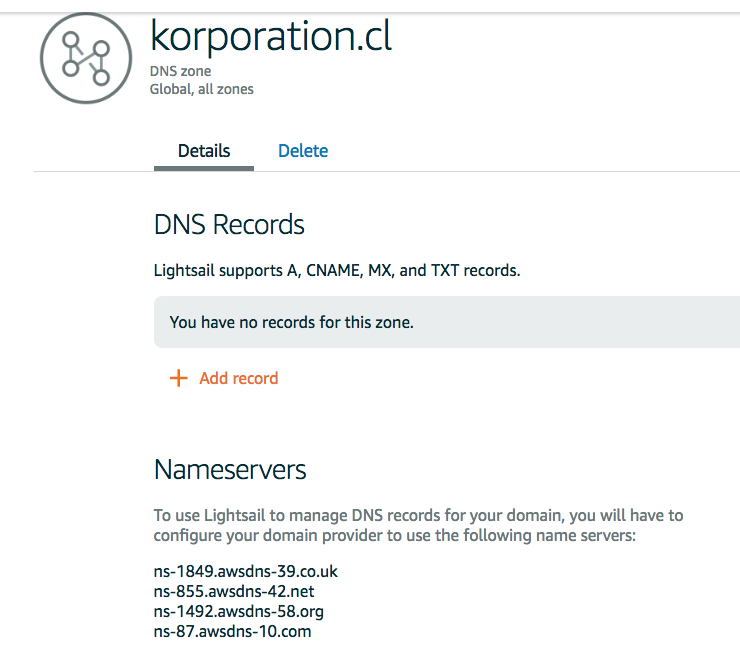 korporation.cl
DNS zone
Global, all zones
Details
Delete
DNS Records
Lightsail supports A, CNAME, MX, and TXT records.
You have no records for this zone.
+ Add record
Nameservers
To use Lightsail to manage DNS records for your domain, you will have to
configure your domain provider to use the following name servers:
ns-1849.awsdns-39.co.uk
ns-855.awsdns-42.net
ns-1492.awsdns-58.org
ns-87.awsdns-10.com